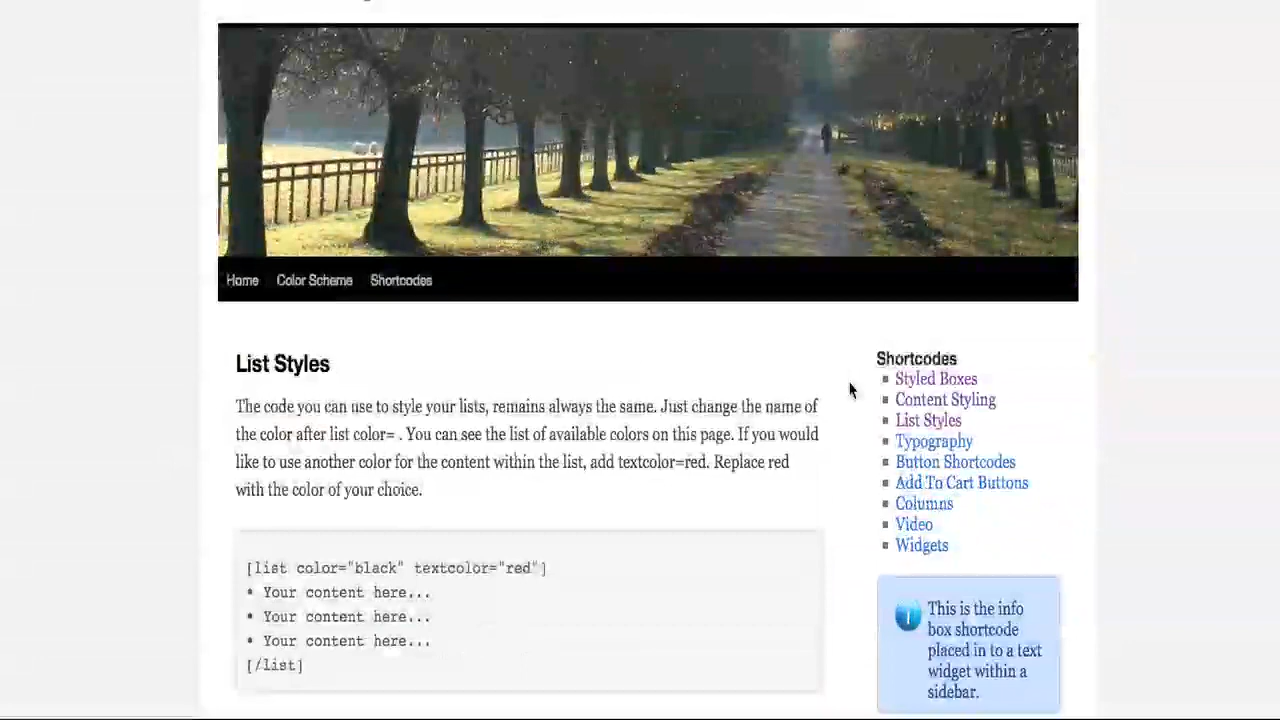 Home Color Scheme Shortcodes
List Styles
The code you can use to style your lists, remains always the same. Just change the name of
the color after list color= . You can see the list of available colors on this page. If you would
like to use another color for the content within the list, add textcolor=red. Replace red
with the color of your choice.
[list color="black" textcolor="red"]
• Your content here...
• Your content here...
• Your content here...
[/list]
Shortcodes
Styled Boxes
Content Styling
List Styles
Typography
Button Shortcodes
Add To Cart Buttons
Columns
Video
Widgets
This is the info
box shortcode
placed in to a text
widget within a
sidebar.